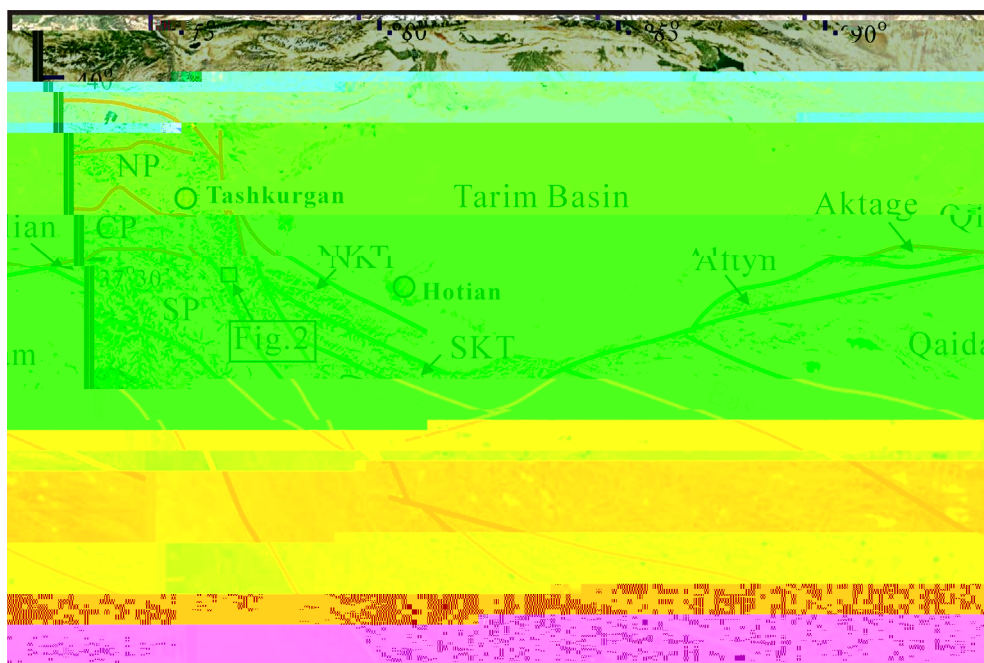 75° 80° 85° 90°
40°
NP
Tashkurgan
Tarim Basin
Aktage
CP
NKT
Altyn
37°30
Hotian
SP
Fig.2
SKT